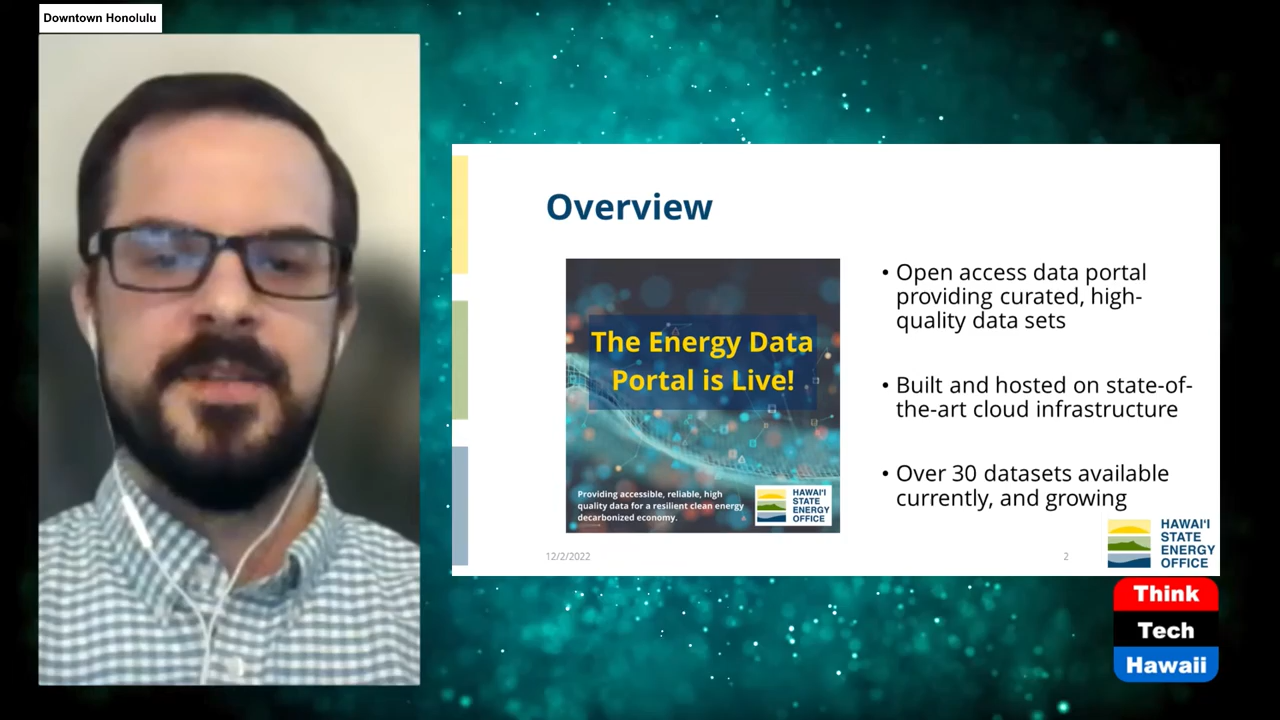 Downtown Honolulu
Overview
The Energy Data
Portal is Live!
Providing accessible, reliable, high
quality data for a resilient clean energy
decarbonized economy.
HAWAIʻI
STATE
ENERGY
OFFICE
• Open access data portal
providing curated, high-
quality data sets
• Built and hosted on state-of-
the-art cloud infrastructure
• Over 30 datasets available
currently, and growing
12/2/2022
2
HAWAIʻI
STATE
ENERGY
OFFICE
Think
Tech
Hawaii